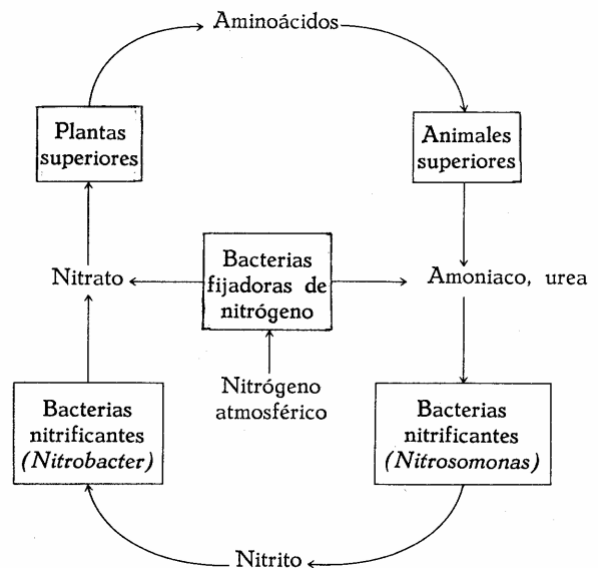 Aminoácidos
Plantas
superiores
Animales
superiores
Bacterias
fijadoras de
nitrógeno
Nitrato
Amoniaco, urea
Nitrógeno
atmosférico
Bacterias
nitrificantes
(Nitrobacter)
Bacterias
nitrificantes
(Nitrosomonas)
Nitrito